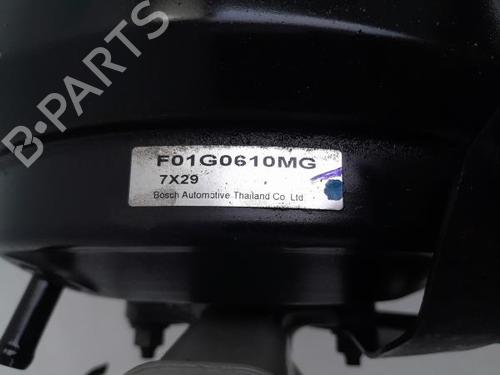 B-PARTS
F01G0610MG
7X29
Bosch Automotive Thailand Co. Ltd.